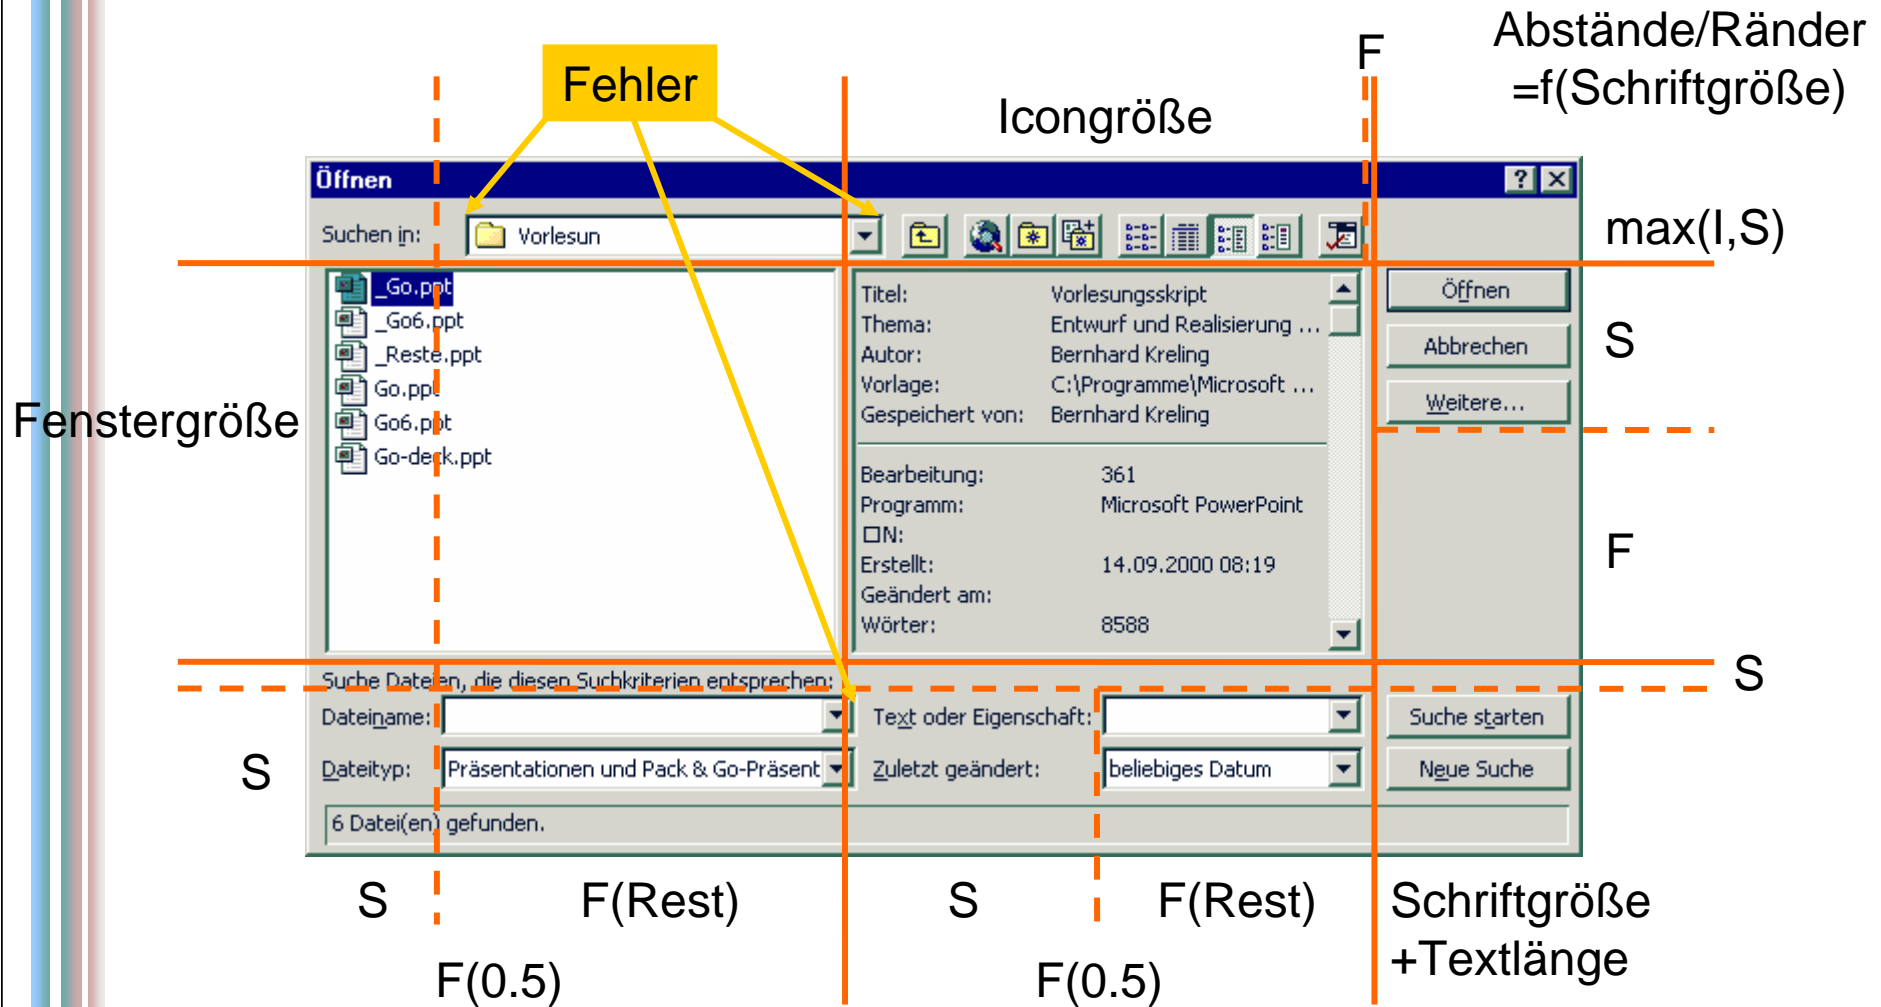 Abstände/Ränder
=f(Schriftgröße)
F
Fehler
Icongröße
Öffnen
Suchen in:
Vorlesun
max(I,S)
_Go.ppt
_Go6.ppt
_Reste.ppt
Go.ppt
Go6.ppt
Go-deck.ppt
Titel: Vorlesungsskript
Thema: Entwurf und Realisierung ...
Autor: Bernhard Kreling
Vorlage: C:\Programme\Microsoft ...
Gespeichert von: Bernhard Kreling
Bearbeitung: 361
Programm: Microsoft PowerPoint
□N:
Erstellt: 14.09.2000 08:19
Geändert am:
Wörter: 8588
Öffnen
Abbrechen
Weitere...
S
F
S
Fenstergröße
Suche Dateien, die diesen Suchkriterien entsprechen:
Dateiname:
Text oder Eigenschaft:
Suche starten
S
Dateityp: Präsentationen und Pack & Go-Präsent
Zuletzt geändert: beliebiges Datum
Neue Suche
6 Datei(en) gefunden.
S F(Rest) S F(Rest)
Schriftgröße
+Textlänge
F(0.5) F(0.5)